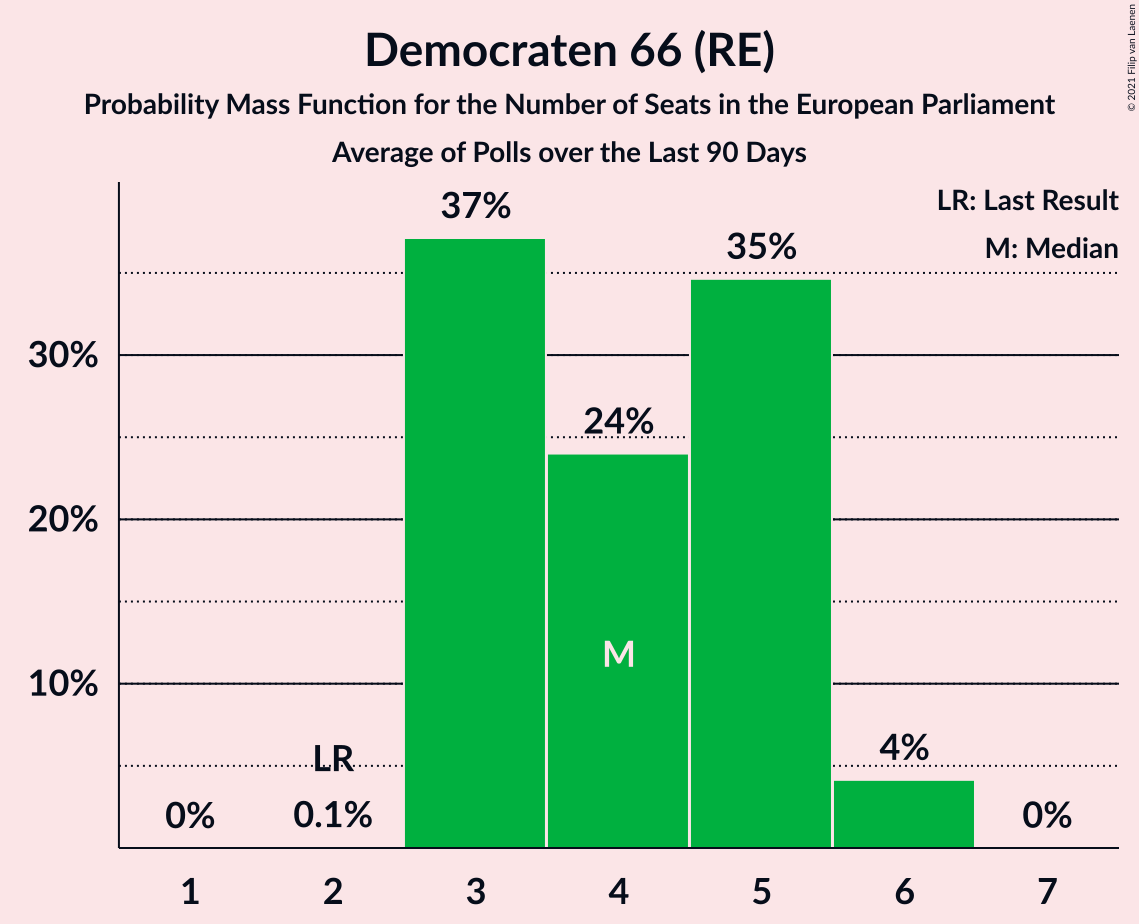 Democraten 66 (RE)
Probability Mass Function for the Number of Seats in the European Parliament
Average of Polls over the Last 90 Days
© 2021 Filip van Laenen
LR: Last Result
M: Median
37%
35%
30%
24%
20%
M
10%
LR
4%
0%
0.1%
0%
1 2 3 4 5 6 7